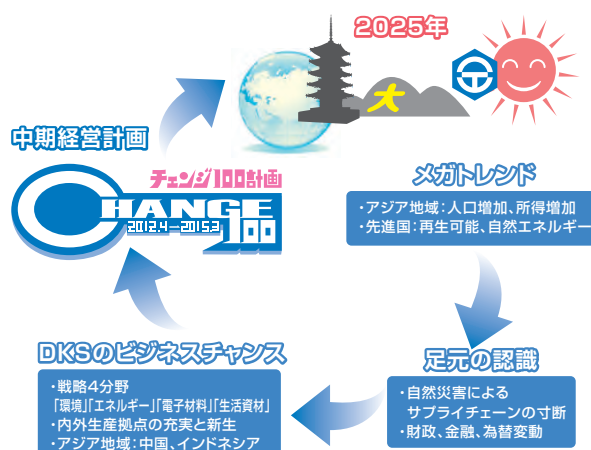 2025年
大
中期経営計画
チェンジ100計画
CHANGE
2012.4－2015.3
100
メガトレンド
・アジア地域：人口増加、所得増加
・先進国：再生可能、自然エネルギー
足元の認識
・自然災害による
サプライチェーンの寸断
・財政、金融、為替変動
DKSのビジネスチャンス
・戦略4分野
「環境」「エネルギー」「電子材料」「生活資材」
・内外生産拠点の充実と新生
・アジア地域：中国、インドネシア